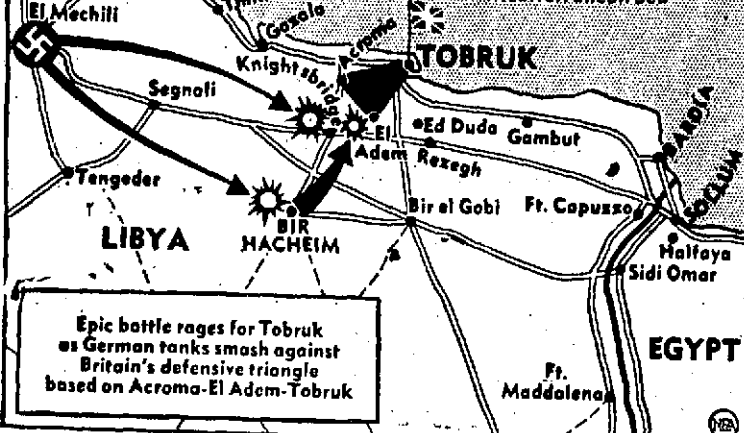 El Mechili
Gazala
Acroma
Knightsbridge
TOBRUK
Segnali
El
Adem
Ed Duda
Gambut
Rezegh
BARDIA
Tengeder
BIR
HACHEIM
Bir el Gobi
Ft. Capuzzo
SOLLUM
Halfaya
Sidi Omar
LIBYA
Epic battle rages for Tobruk
as German tanks smash against
Britain's defensive triangle
based on Acroma-El Adem-Tobruk
EGYPT
Ft.
Maddalena
NEA